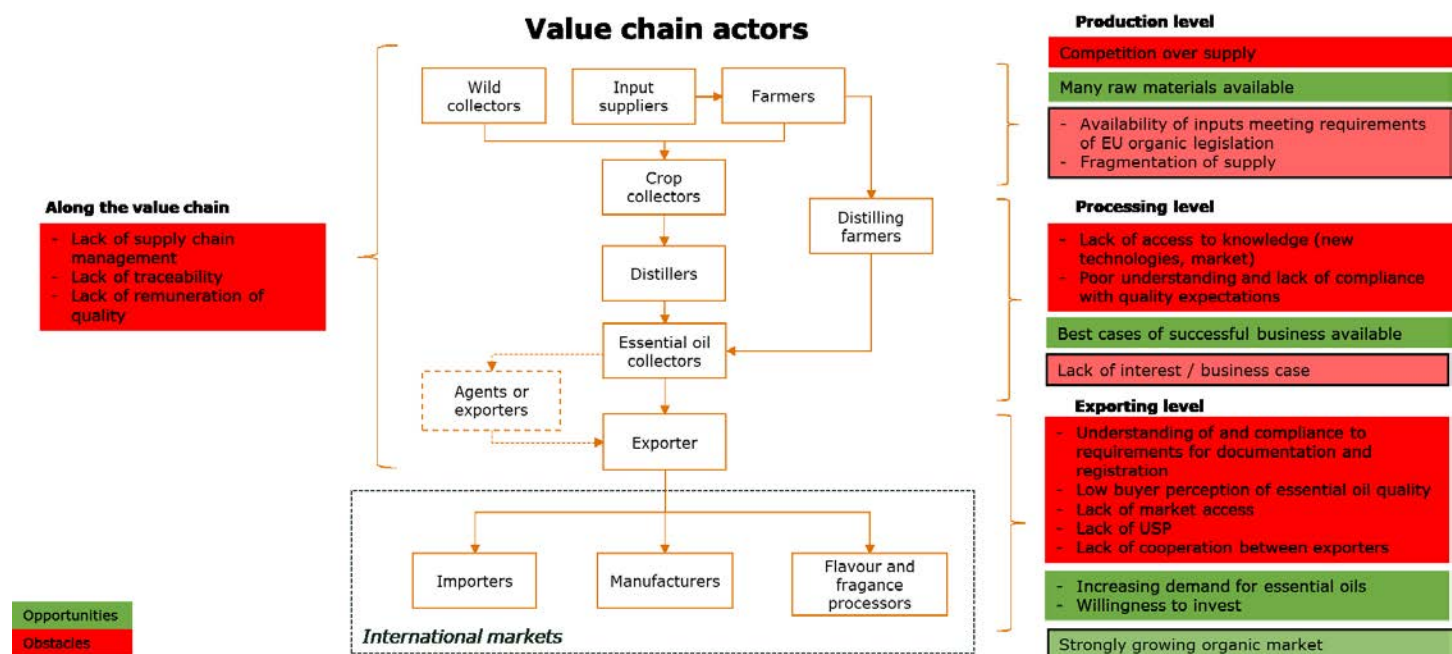 Value chain actors
Wild
collectors
Input
suppliers
Farmers
Crop
collectors
Distilling
farmers
Distillers
Essential oil
collectors
Agents or
exporters
Exporter
Importers
Manufacturers
Flavour and
fragance
processors
International markets
Along the value chain
- Lack of supply chain
management
- Lack of traceability
- Lack of remuneration of
quality
Opportunities
Obstacles
Production level
Competition over supply
Many raw materials available
- Availability of inputs meeting requirements
of EU organic legislation
- Fragmentation of supply
Processing level
- Lack of access to knowledge (new
technologies, market)
- Poor understanding and lack of compliance
with quality expectations
Best cases of successful business available
Lack of interest / business case
Exporting level
- Understanding of and compliance to
requirements for documentation and
registration
- Low buyer perception of essential oil quality
- Lack of market access
- Lack of USP
- Lack of cooperation between exporters
- Increasing demand for essential oils
- Willingness to invest
Strongly growing organic market